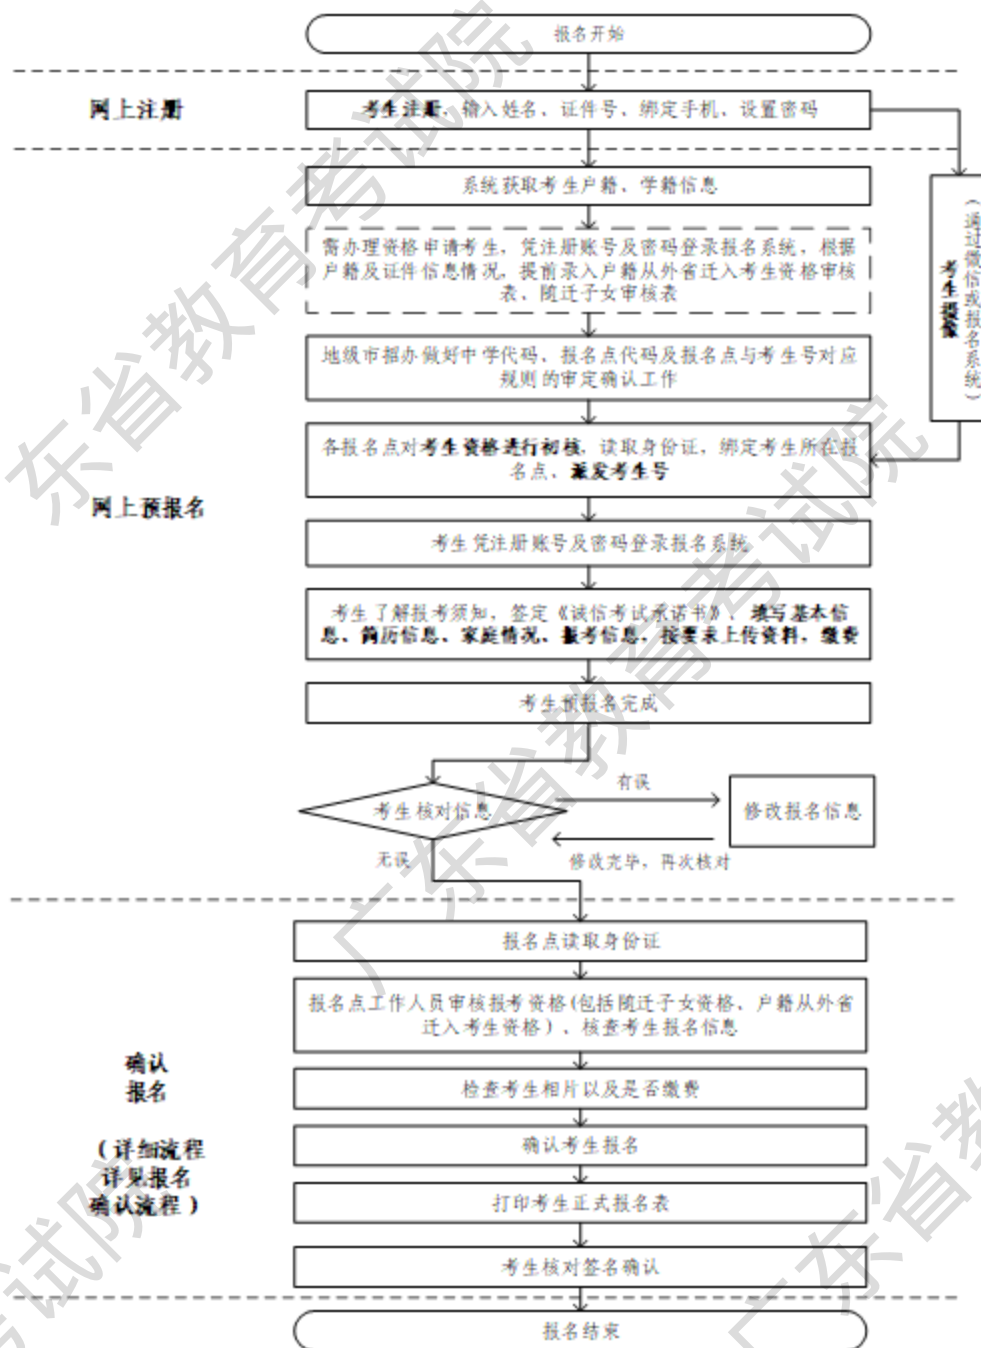 报名开始
网上注册
考生注册、输入姓名、证件号、绑定手机、设置密码
系统获取考生户籍、学籍信息
需办理资格申请考生，凭注册账号及密码登录报名系统，根据
户籍及证件信息情况，提前录入户籍从外省迁入考生资格审核
表、随迁子女审核表
考生摄像
（通过微信或报名系统）
地级市招办做好中学代码、报名点代码及报名点与考生号对应
规则的审定确认工作
各报名点对考生资格进行初核，读取身份证，绑定考生所在报
名点、派发考生号
网上预报名
考生凭注册账号及密码登录报名系统
考生了解报考须知，签定《诚信考试承诺书》、填写基本信
息、简历信息、家庭情况、报考信息，按要求上传资料，缴费
考生预报名完成
考生核对信息
有误
修改报名信息
修改完毕，再次核对
无误
报名点读取身份证
报名点工作人员审核报考资格(包括随迁子女资格、户籍从外省
迁入考生资格）、核查考生报名信息
确认
报名
（详细流程
详见报名
确认流程）
检查考生相片以及是否缴费
确认考生报名
打印考生正式报名表
考生核对签名确认
报名结束
东省教育考试院
广东省教育考试院
考试院
广东省教